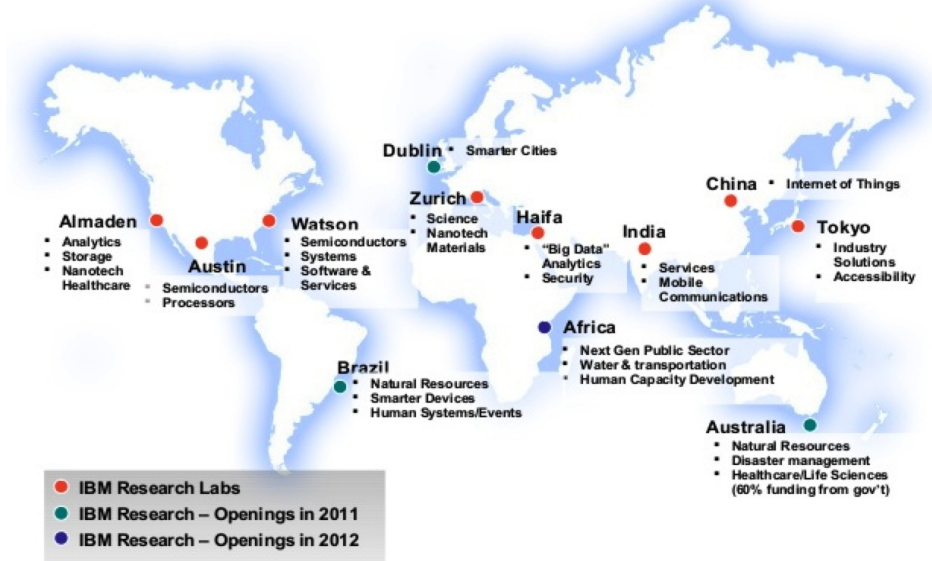 Dublin
▪ Smarter Cities
Zurich
▪ Science
▪ Nanotech
Materials
Haifa
▪ “Big Data”
Analytics
▪ Security
China
▪ Internet of Things
India
▪ Services
▪ Mobile
Communications
Tokyo
▪ Industry
Solutions
▪ Accessibility
Almaden
▪ Analytics
▪ Storage
▪ Nanotech
Healthcare
Austin
▪ Semiconductors
▪ Processors
Watson
▪ Semiconductors
▪ Systems
▪ Software &
▪ Services
Africa
▪ Next Gen Public Sector
▪ Water & transportation
▪ Human Capacity Development
Brazil
▪ Natural Resources
▪ Smarter Devices
▪ Human Systems/Events
Australia
▪ Natural Resources
▪ Disaster management
▪ Healthcare/Life Sciences
(60% funding from gov't)
IBM Research Labs
IBM Research – Openings in 2011
IBM Research – Openings in 2012